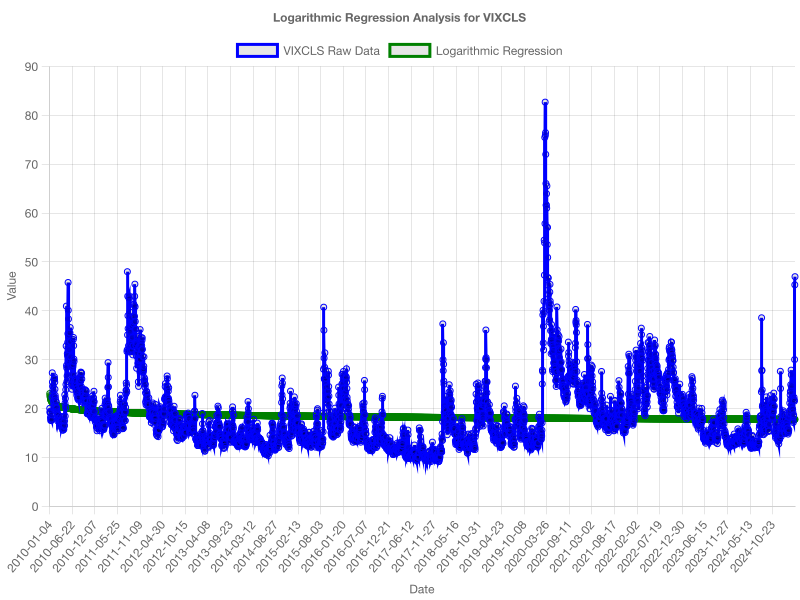 Logarithmic Regression Analysis for VIXCLS
VIXCLS Raw Data Logarithmic Regression
90
80
70
60
50
40
30
20
10
0
Value
2010-01-04 2010-06-22 2010-12-07 2011-05-25 2011-11-09 2012-04-30 2012-10-15 2013-04-08 2013-09-23 2014-03-12 2014-08-27 2015-02-13 2015-08-03 2016-01-20 2016-07-07 2016-12-21 2017-06-12 2017-11-27 2018-05-16 2018-10-31 2019-04-23 2019-10-08 2020-03-26 2020-09-11 2021-03-02 2021-08-17 2022-02-02 2022-07-19 2022-12-30 2023-06-15 2023-11-27 2024-05-13 2024-10-23
Date